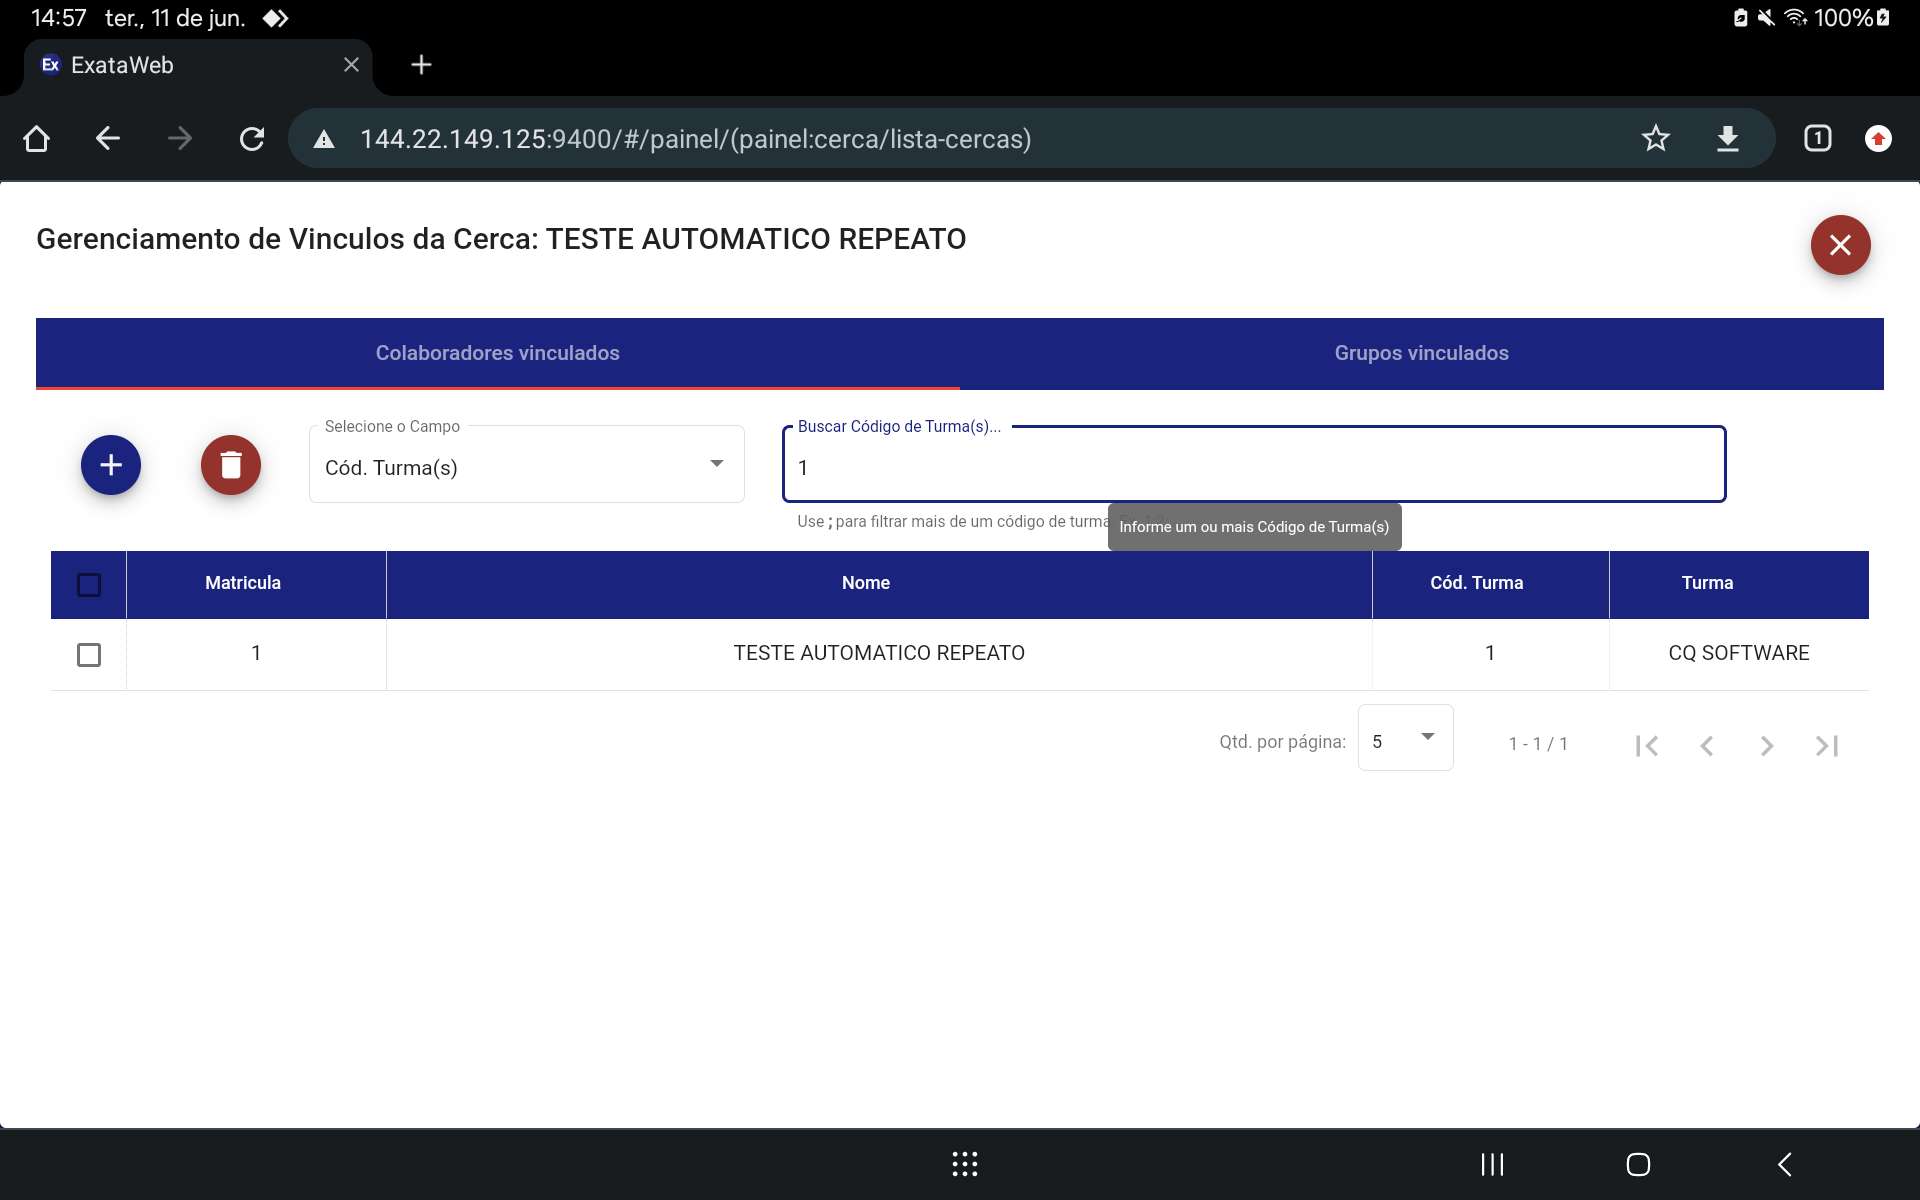 14:57 ter., 11 de jun. 100%
Ex ExataWeb
144.22.149.125:9400/#/painel/(painel:cerca/lista-cercas) 1
Gerenciamento de Vinculos da Cerca: TESTE AUTOMATICO REPEATO
Colaboradores vinculados Grupos vinculados
Selecione o Campo Buscar Código de Turma(s)...
Cód. Turma(s) 1
Use ; para filtrar mais de um código de turma
Informe um ou mais Código de Turma(s)
Matricula Nome Cód. Turma Turma
1 TESTE AUTOMATICO REPEATO 1 CQ SOFTWARE
Qtd. por página: 5 1 - 1 / 1